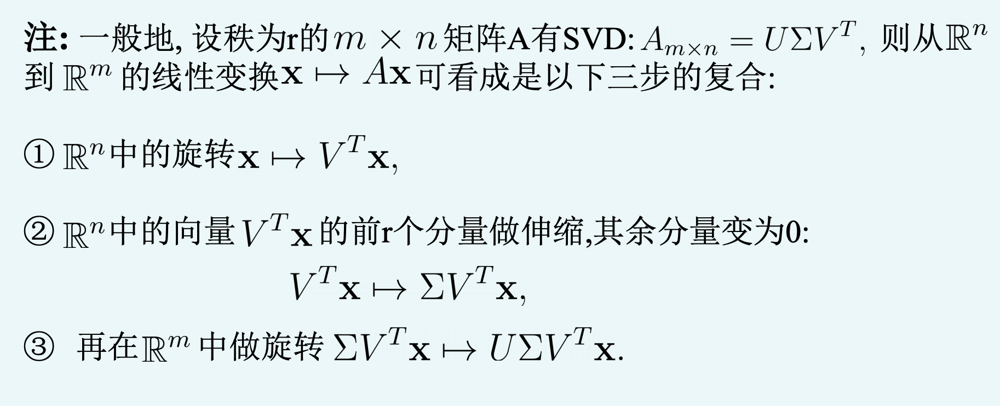 注: 一般地, 设秩为r的 $m \times n$ 矩阵A有SVD: $A_{m \times n} = U\Sigma V^T$, 则从 $\mathbb{R}^n$
到 $\mathbb{R}^m$ 的线性变换 $\mathbf{x} \mapsto A\mathbf{x}$ 可看成是以下三步的复合:
① $\mathbb{R}^n$ 中的旋转 $\mathbf{x} \mapsto V^T\mathbf{x}$,
② $\mathbb{R}^n$ 中的向量 $V^T\mathbf{x}$ 的前r个分量做伸缩,其余分量变为0:
$V^T\mathbf{x} \mapsto \Sigma V^T\mathbf{x}$,
③ 再在 $\mathbb{R}^m$ 中做旋转 $\Sigma V^T\mathbf{x} \mapsto U\Sigma V^T\mathbf{x}$.